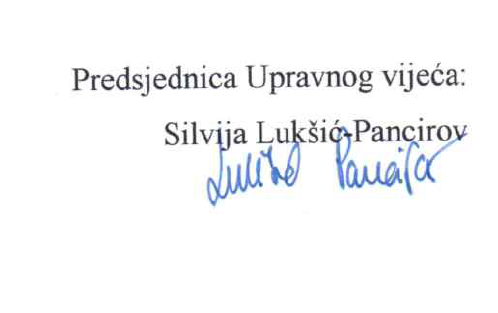 Predsjednica Upravnog vijeća:
Silvija Lukšić-Pancirov